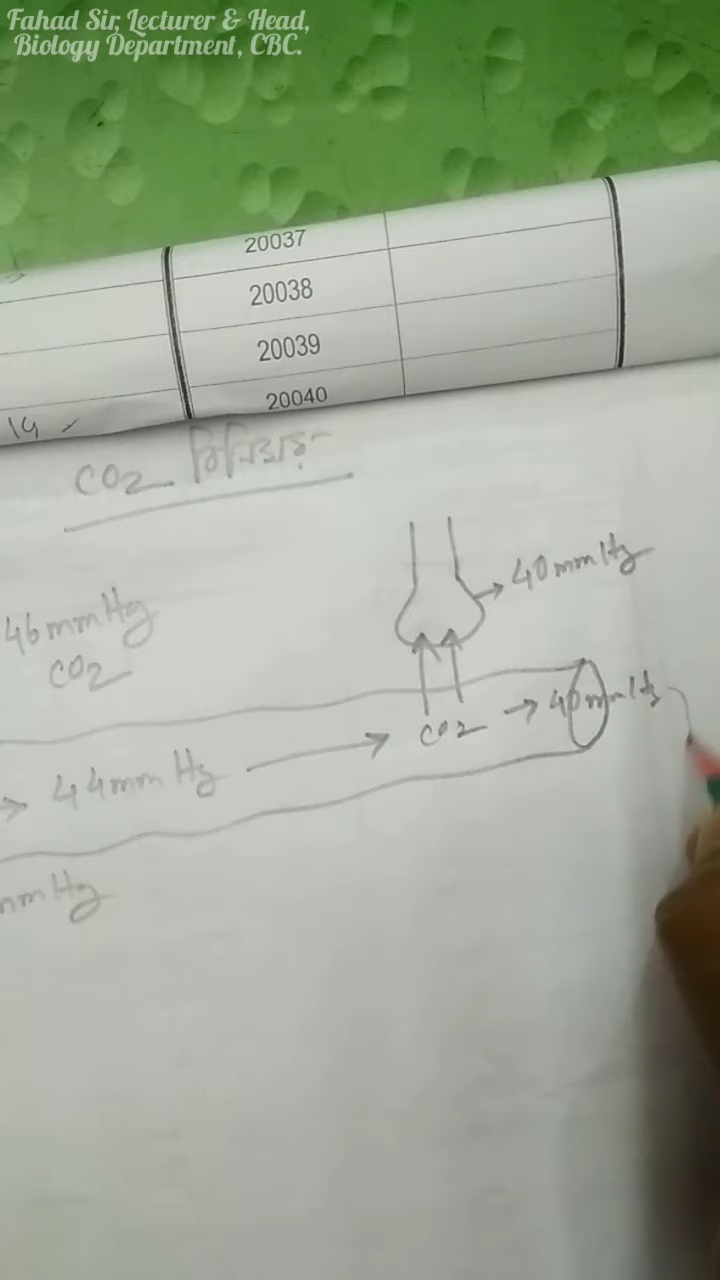 Fahad Sir, Lecturer & Head,
Biology Department, CBC.
20037
20038
20039
20040
19
CO2 বিনিময়
40mmHg
46mmHg
CO2
→ 44mmHg → CO2 → 40mmHg
mmHg